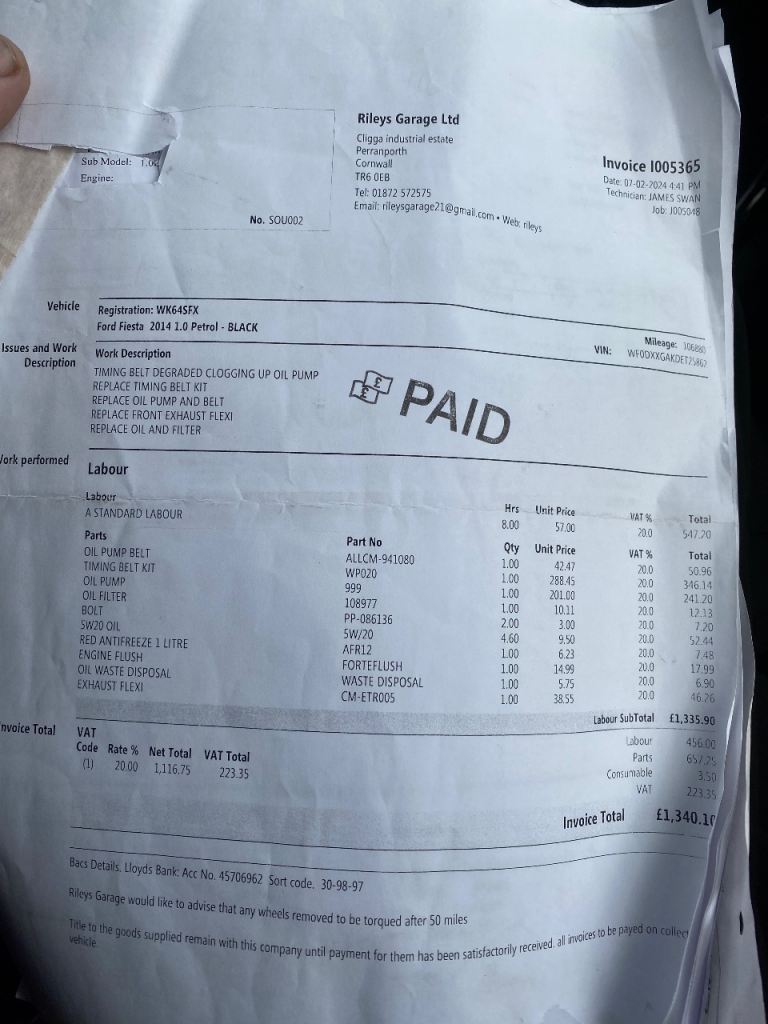 Sub Model: 1.0
Engine:
No. SOU002
Rileys Garage Ltd
Cligga industrial estate
Perranporth
Cornwall
TR6 0EB
Tel: 01872 572575
Email: rileysgarage21@gmail.com • Web: rileys
Invoice I005365
Date: 07-02-2024 4:41 PM
Technician: JAMES SWAN
Job: J005048
Vehicle
Registration: WK64SFX
Ford Fiesta 2014 1.0 Petrol - BLACK
Mileage: 106880
VIN: WF0DXXGAKDET25862
Issues and Work Description
Work Description
TIMING BELT DEGRADED CLOGGING UP OIL PUMP
REPLACE TIMING BELT KIT
REPLACE OIL PUMP AND BELT
REPLACE FRONT EXHAUST FLEXI
REPLACE OIL AND FILTER
£ £ PAID
ork performed
Labour
Labour Hrs Unit Price VAT % Total
A STANDARD LABOUR 8.00 57.00 20.0 547.20
Parts Part No Qty Unit Price VAT % Total
OIL PUMP BELT ALLCM-941080 1.00 42.47 20.0 50.96
TIMING BELT KIT WP020 1.00 288.45 20.0 346.14
OIL PUMP 999 1.00 201.00 20.0 241.20
OIL FILTER 108977 1.00 10.11 20.0 12.13
BOLT PP-086136 2.00 3.00 20.0 7.20
5W20 OIL 5W/20 4.60 9.50 20.0 52.44
RED ANTIFREEZE 1 LITRE AFR12 1.00 6.23 20.0 7.48
ENGINE FLUSH FORTEFLUSH 1.00 14.99 20.0 17.99
OIL WASTE DISPOSAL WASTE DISPOSAL 1.00 5.75 20.0 6.90
EXHAUST FLEXI CM-ETR005 1.00 38.55 20.0 46.26
Labour SubTotal £1,335.90
nvoice Total
VAT
Code Rate % Net Total VAT Total
(1) 20.00 1,116.75 223.35
Labour 456.00
Parts 657.25
Consumable 3.50
VAT 223.35
Invoice Total £1,340.10
Bacs Details. Lloyds Bank: Acc No. 45706962 Sort code. 30-98-97
Rileys Garage would like to advise that any wheels removed to be torqued after 50 miles
Title to the goods supplied remain with this company until payment for them has been satisfactorily received. all invoices to be payed on collec
vehicle.